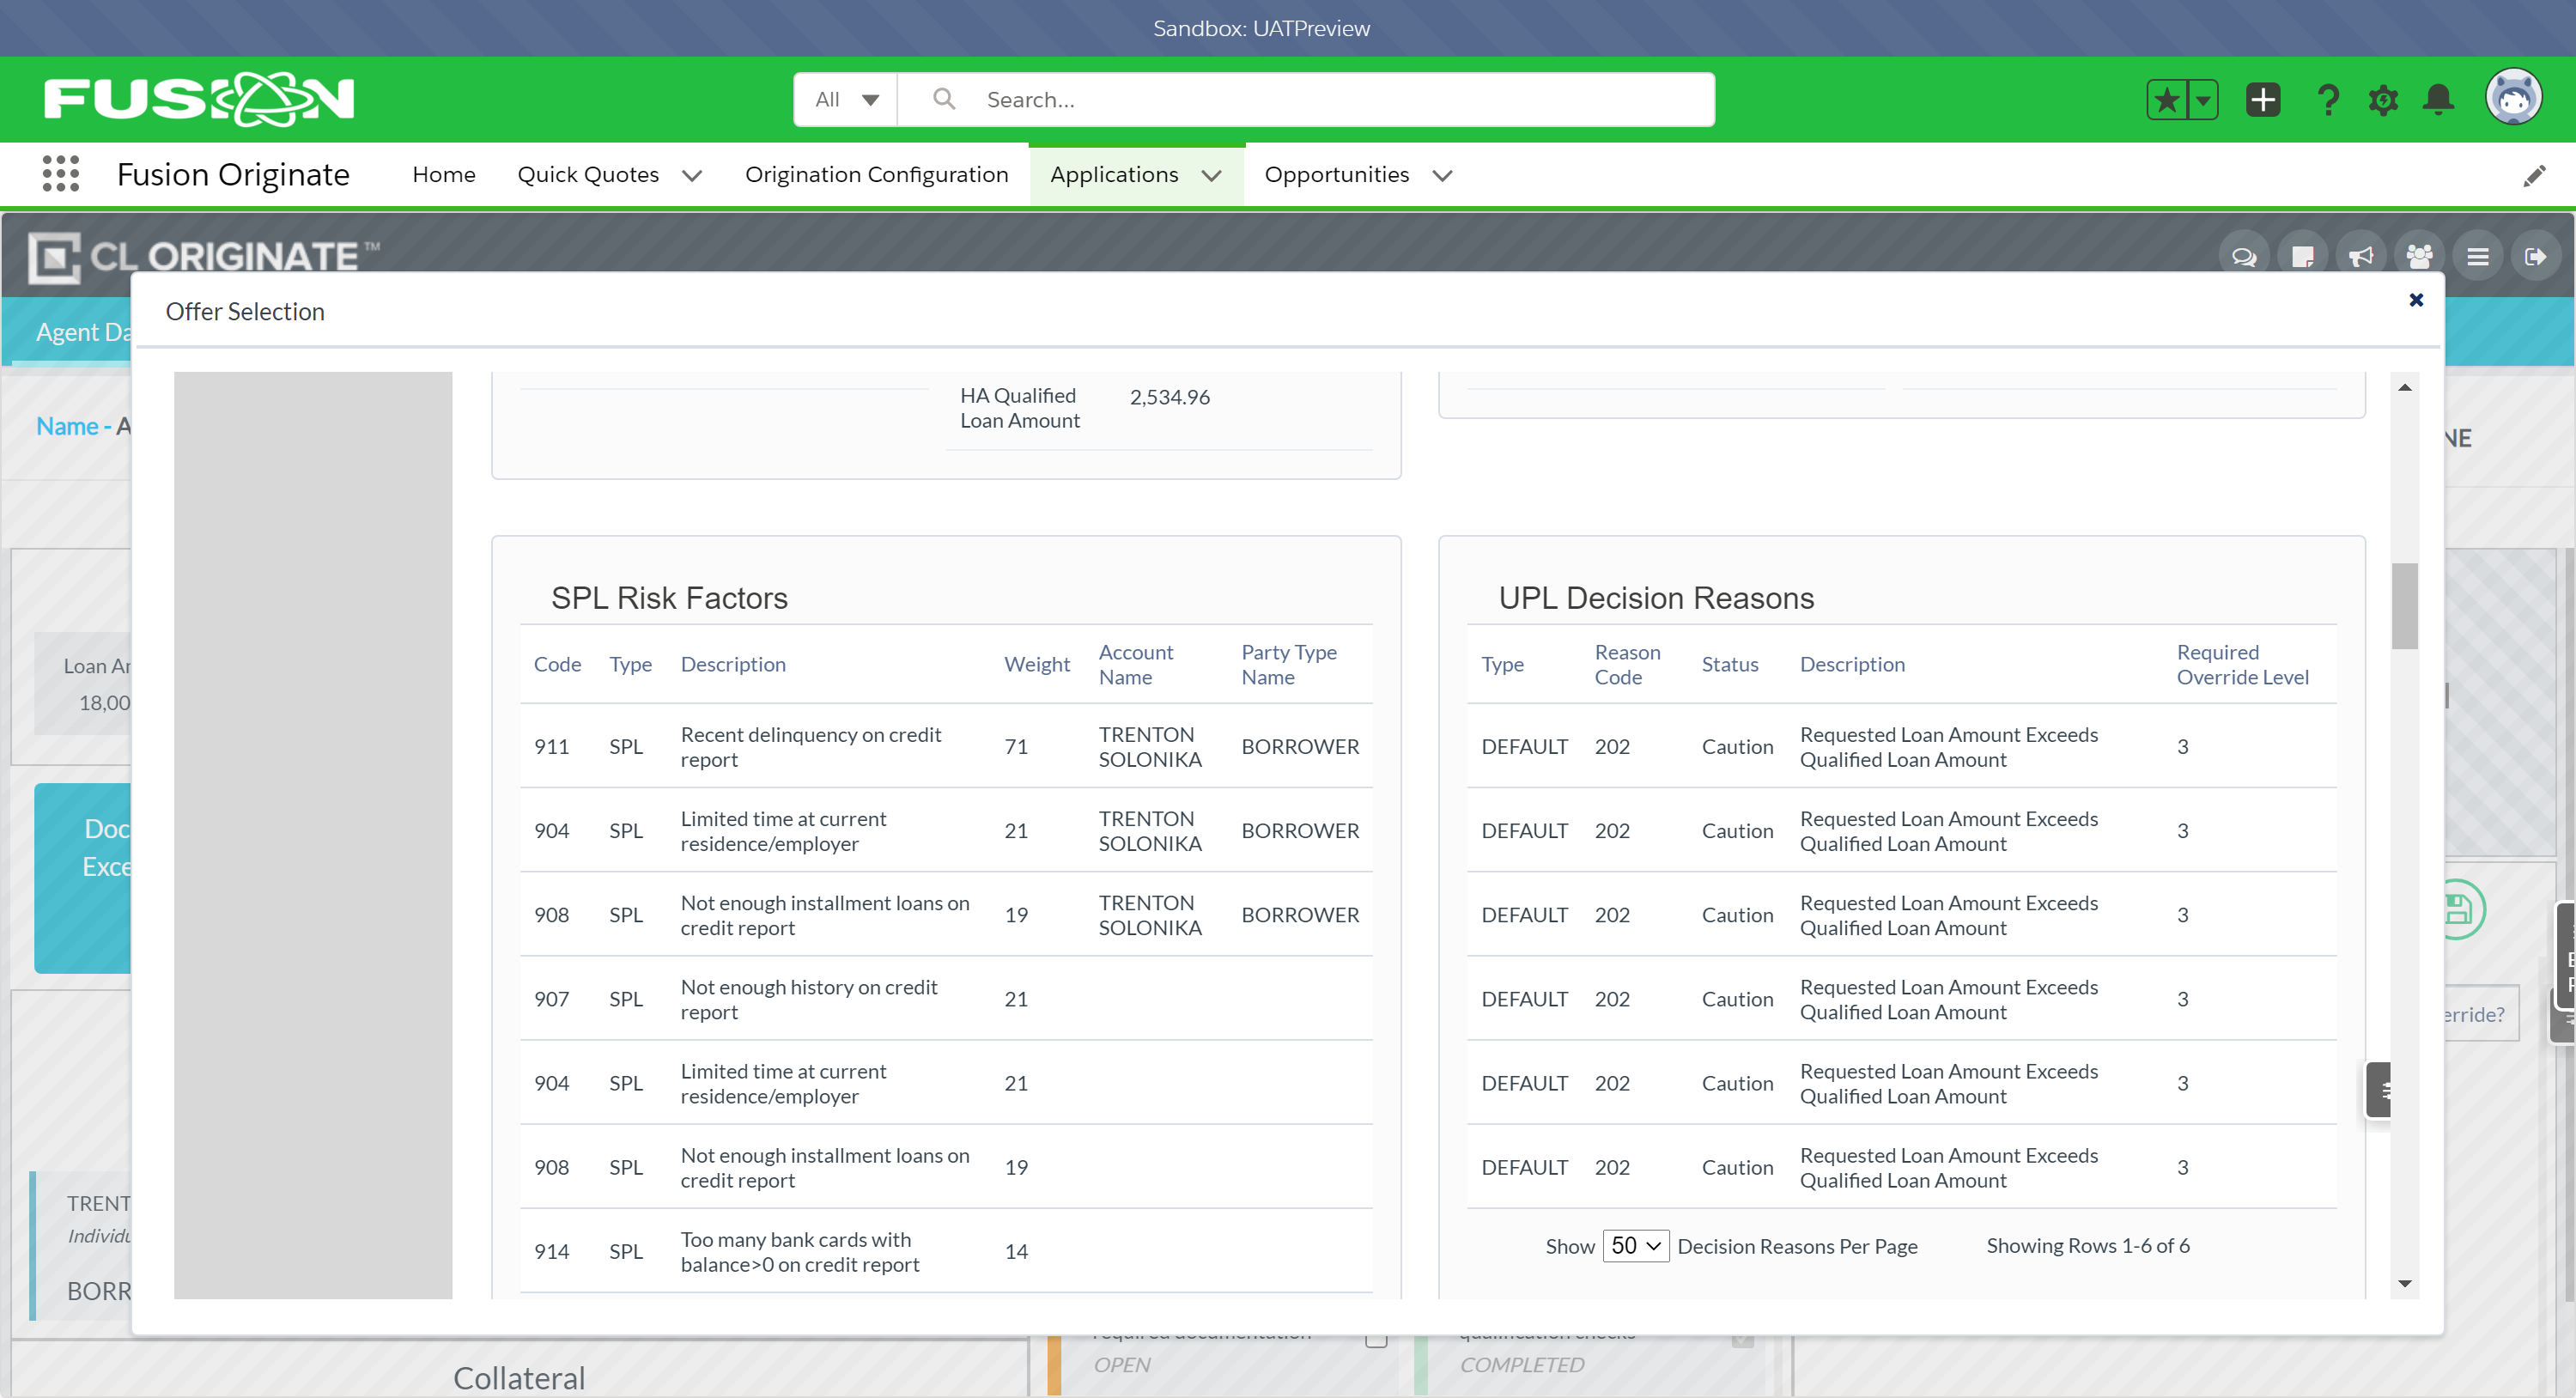 Sandbox: UATPreview
FUSION
All
Search...
Fusion Originate
Home
Quick Quotes
Origination Configuration
Applications
Opportunities
CL ORIGINATE™
Agent Da
Offer Selection
Name - A
NE
HA Qualified
Loan Amount
2,534.96
Loan Ar
18,00
Doc
Exce
SPL Risk Factors
Code Type Description Weight Account Name Party Type Name
911 SPL Recent delinquency on credit report 71 TRENTON SOLONIKA BORROWER
904 SPL Limited time at current residence/employer 21 TRENTON SOLONIKA BORROWER
908 SPL Not enough installment loans on credit report 19 TRENTON SOLONIKA BORROWER
907 SPL Not enough history on credit report 21
904 SPL Limited time at current residence/employer 21
908 SPL Not enough installment loans on credit report 19
914 SPL Too many bank cards with balance>0 on credit report 14
UPL Decision Reasons
Type Reason Code Status Description Required Override Level
DEFAULT 202 Caution Requested Loan Amount Exceeds Qualified Loan Amount 3
DEFAULT 202 Caution Requested Loan Amount Exceeds Qualified Loan Amount 3
DEFAULT 202 Caution Requested Loan Amount Exceeds Qualified Loan Amount 3
DEFAULT 202 Caution Requested Loan Amount Exceeds Qualified Loan Amount 3
DEFAULT 202 Caution Requested Loan Amount Exceeds Qualified Loan Amount 3
DEFAULT 202 Caution Requested Loan Amount Exceeds Qualified Loan Amount 3
Show 50 Decision Reasons Per Page Showing Rows 1-6 of 6
erride?
TRENT
Individu
BORR
Collateral
required documentation
OPEN
qualification checks
COMPLETED